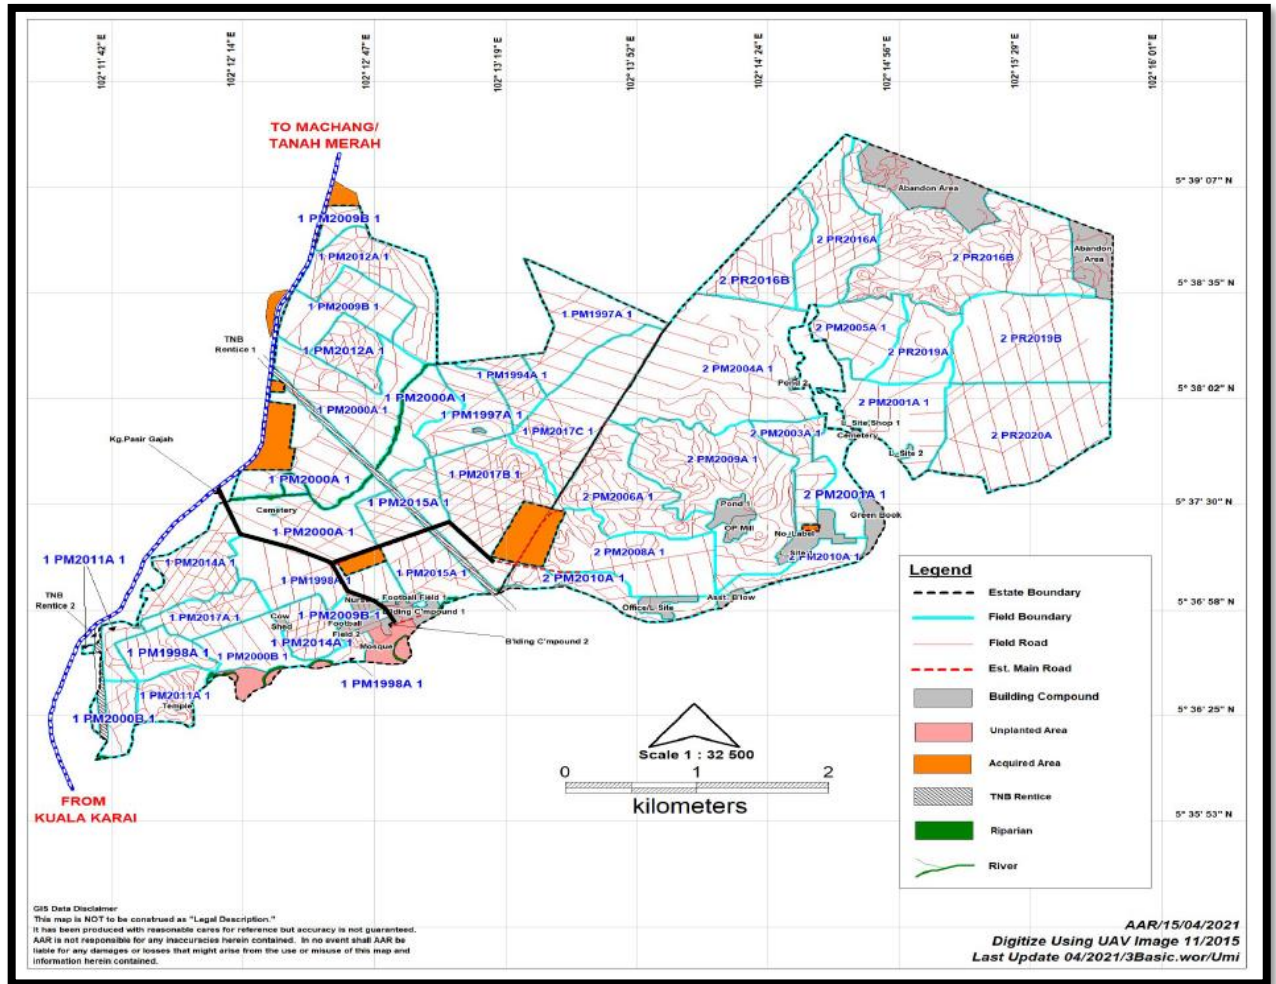 102° 11' 42" E
102° 12' 14" E
102° 12' 47" E
102° 13' 19" E
102° 13' 52" E
102° 14' 24" E
102° 14' 56" E
102° 15' 29" E
102° 16' 01" E
TO MACHANG/
TANAH MERAH
5° 39' 07" N
Abandon Area
1 PM2009B 1
2 PR2016A
1 PM2012A 1
Abandon
Area
2 PR2016B
2 PR2016B
5° 38' 35" N
1 PM2009B 1
1 PM1997A 1
2 PM2005A 1
TNB
Rentice 1
2 PR2019B
1 PM2012A 1
2 PR2019A
2 PM2004A 1
1 PM1994A 1
Pond 2
5° 38' 02" N
1 PM2000A 1
2 PM2001A 1
1 PM2000A 1
1 PM1997A 1
L_Site,Shop 1
Kg.Pasir Gajah
1 PM2017C 1
2 PM2003A 1
Cemetery
2 PR2020A
L_Site 2
2 PM2009A 1
1 PM2017B 1
1 PM2000A 1
2 PM2006A 1
2 PM2001A 1
5° 37' 30" N
1 PM2015A 1
Pond 1
Cemetery
Green Book
1 PM2000A 1
OP Mill
No_Label
2 PM2008A 1
Site 1
2 PM2010A 1
1 PM2011A 1
1 PM2014A 1
1 PM1998A 1
1 PM2015A 1
2 PM2010A 1
TNB
Rentice 2
Football Field 1
Office/L-Site
Asst. B'low
5° 36' 58" N
1 PM2017A 1
Cow
Shed
1 PM2009B 1
B'lding C'mpound 1
Football
Field 2
B'lding C'mpound 2
1 PM1998A 1
1 PM2000B 1
1 PM2014A 1
Mosque
1 PM1998A 1
1 PM2011A 1
Temple
1 PM2000B 1
5° 36' 25" N
Legend
Estate Boundary
Field Boundary
Field Road
Est. Main Road
Building Compound
Unplanted Area
Acquired Area
TNB Rentice
Riparian
River
Scale 1 : 32 500
0 1 2
kilometers
FROM
KUALA KARAI
5° 35' 53" N
GIS Data Disclaimer
This map is NOT to be construed as "Legal Description."
It has been produced with reasonable cares for reference but accuracy is not guaranteed.
AAR is not responsible for any inaccuracies herein contained. In no event shall AAR be
liable for any damages or losses that might arise from the use or misuse of this map and
information herein contained.
AAR/15/04/2021
Digitize Using UAV Image 11/2015
Last Update 04/2021/3Basic.wor/Umi